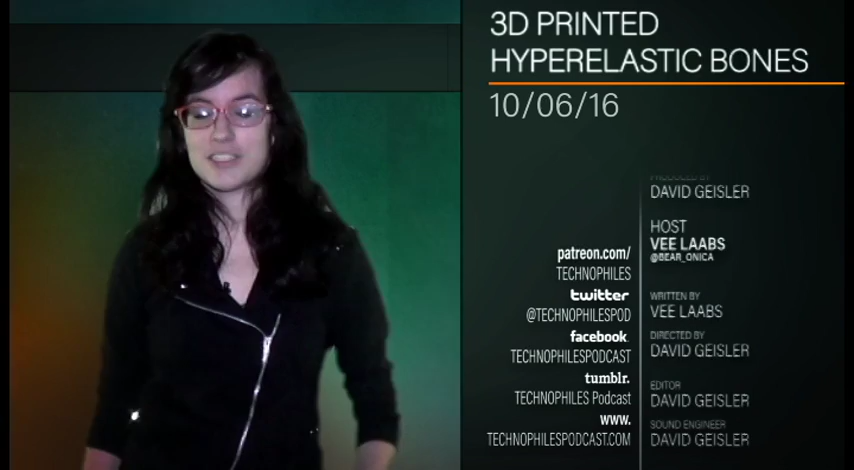 3D PRINTED
HYPERELASTIC BONES
10/06/16
patreon.com/
TECHNOPHILES
twitter
@TECHNOPHILESPOD
facebook.
TECHNOPHILESPODCAST
tumblr.
TECHNOPHILES Podcast
www.
TECHNOPHILESPODCAST.COM
PRODUCED BY
DAVID GEISLER
HOST
VEE LAABS
@BEAR_ONICA
WRITTEN BY
VEE LAABS
DIRECTED BY
DAVID GEISLER
EDITOR
DAVID GEISLER
SOUND ENGINEER
DAVID GEISLER